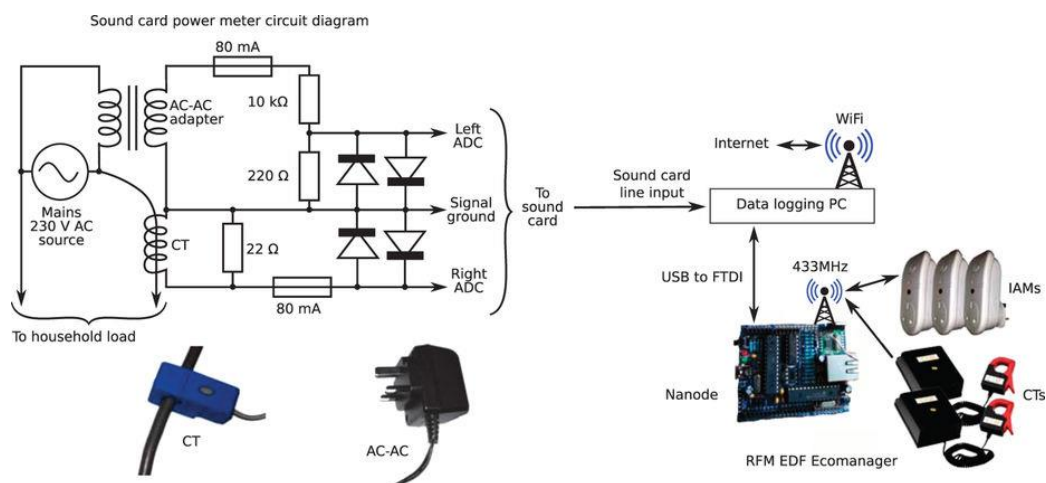 Sound card power meter circuit diagram
80 mA
AC-AC
adapter
10 kΩ
Left
ADC
220 Ω
Mains
230 V AC
source
Signal
ground
CT
22 Ω
Right
ADC
80 mA
To household load
To
sound
card
CT
AC-AC
WiFi
Internet
Sound card
line input
Data logging PC
USB to FTDI
433MHz
IAMs
Nanode
CTs
RFM EDF Ecomanager